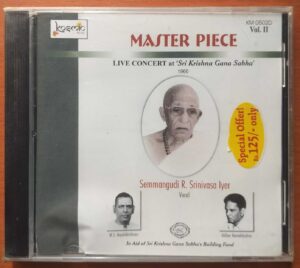 kosmic
KM 0502D
Vol. II
MASTER PIECE
LIVE CONCERT at 'Sri Krishna Gana Sabha'
1966
Special Offer!
Rs. 125/- only
Semmangudi R. Srinivasa Iyer
Vocal
In Aid of Sri Krishna Gana Sabha's Building Fund